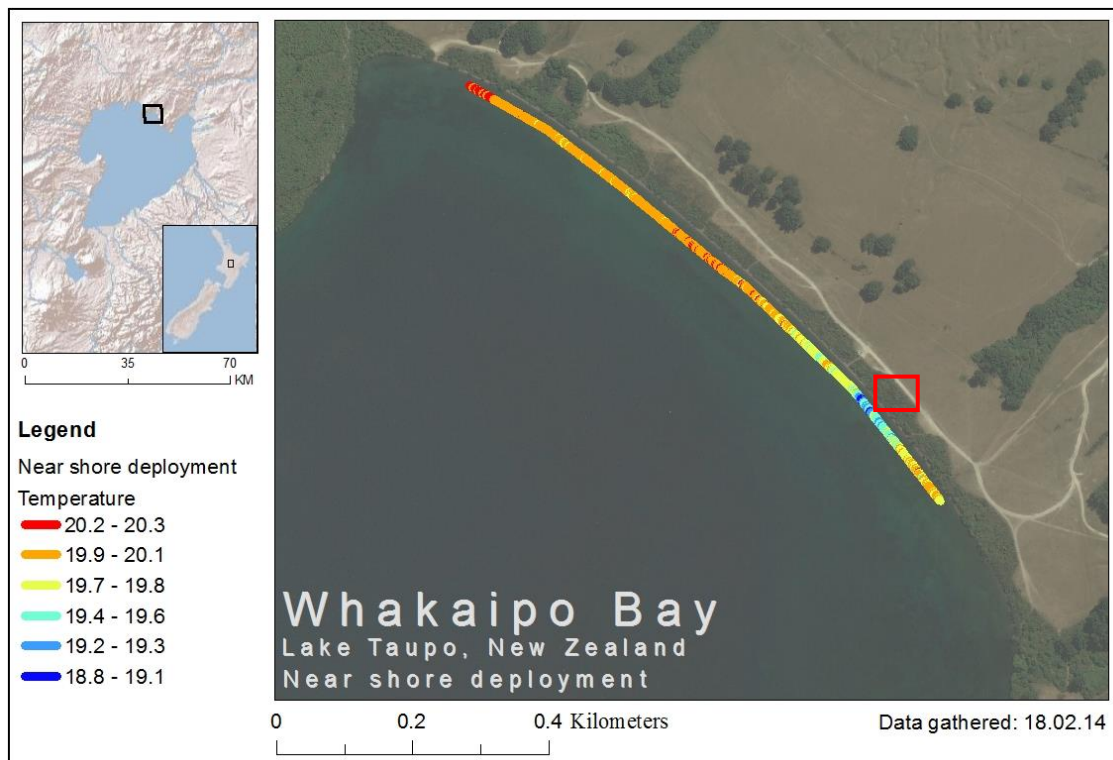 0 35 70
KM
Legend
Near shore deployment
Temperature
20.2 - 20.3
19.9 - 20.1
19.7 - 19.8
19.4 - 19.6
19.2 - 19.3
18.8 - 19.1
Whakaipo Bay
Lake Taupo, New Zealand
Near shore deployment
0 0.2 0.4 Kilometers
Data gathered: 18.02.14